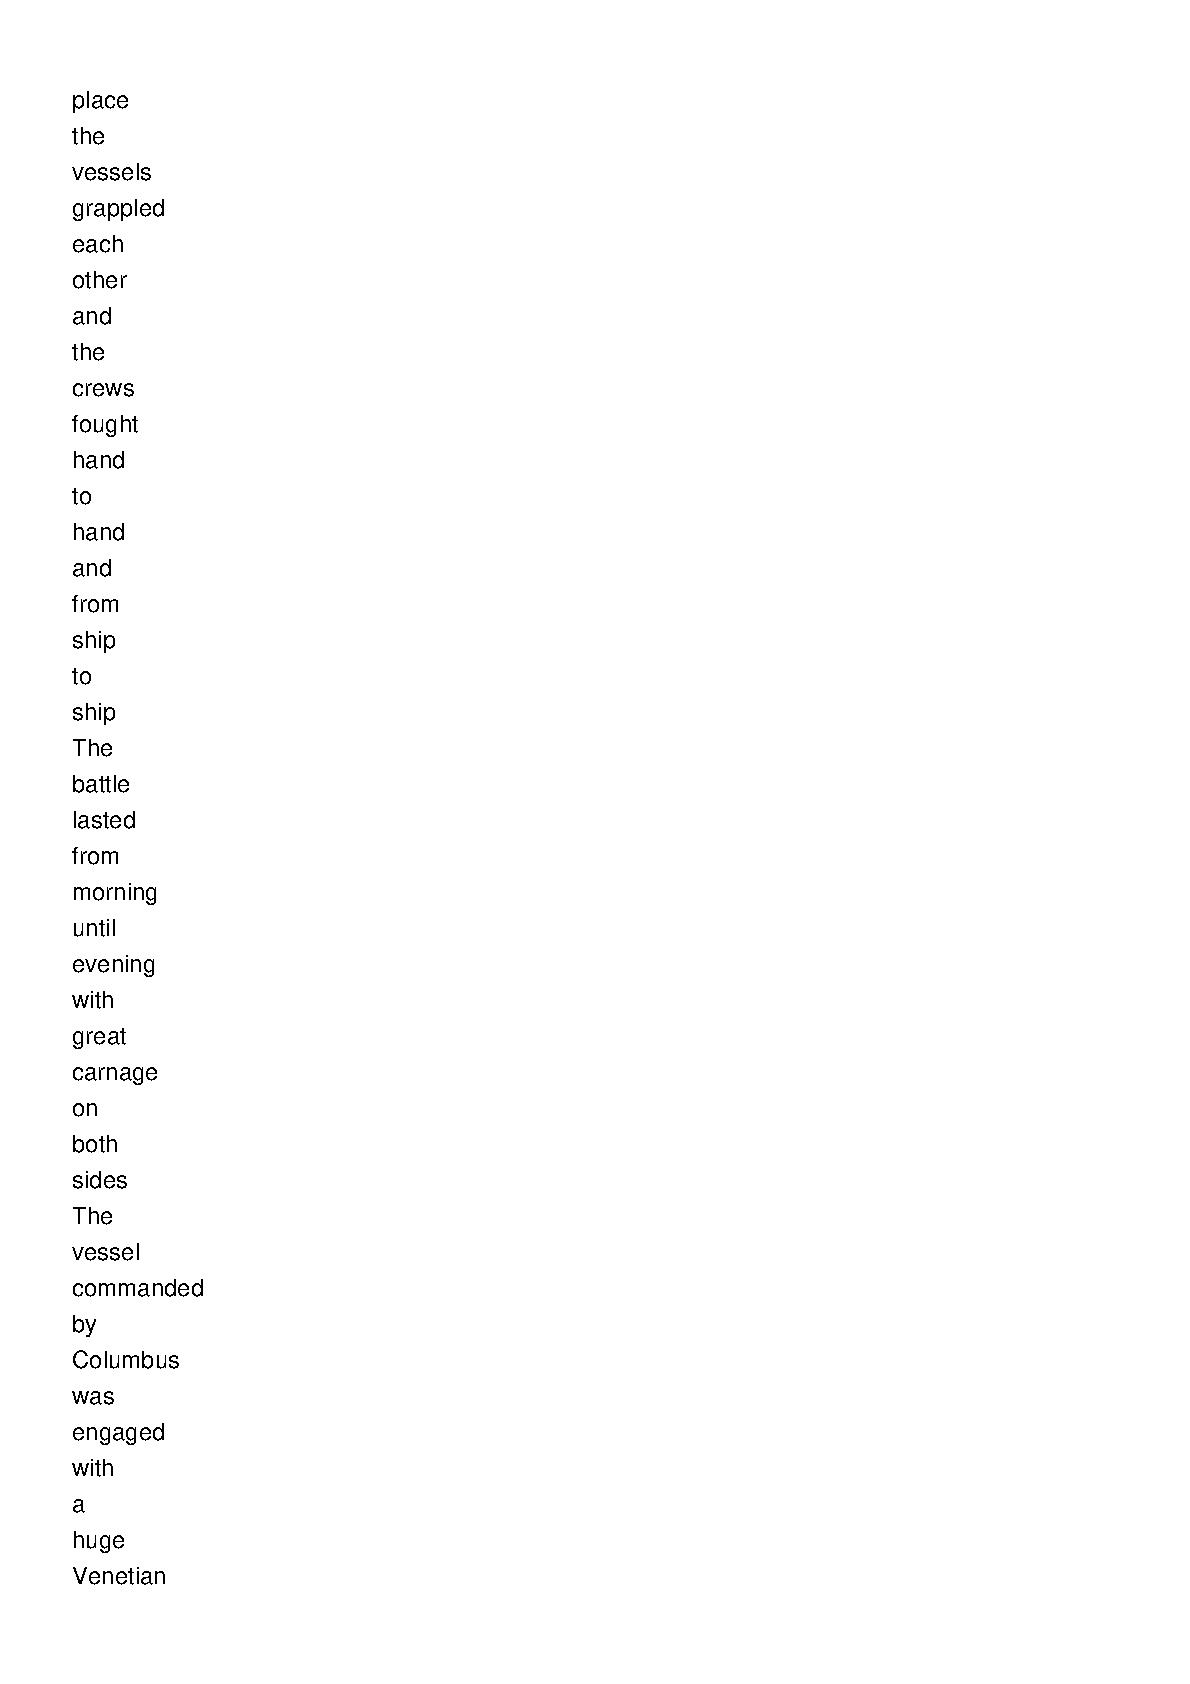 place
the
vessels
grappled
each
other
and
the
crews
fought
hand
to
hand
and
from
ship
to
ship
The
battle
lasted
from
morning
until
evening
with
great
carnage
on
both
sides
The
vessel
commanded
by
Columbus
was
engaged
with
a
huge
Venetian